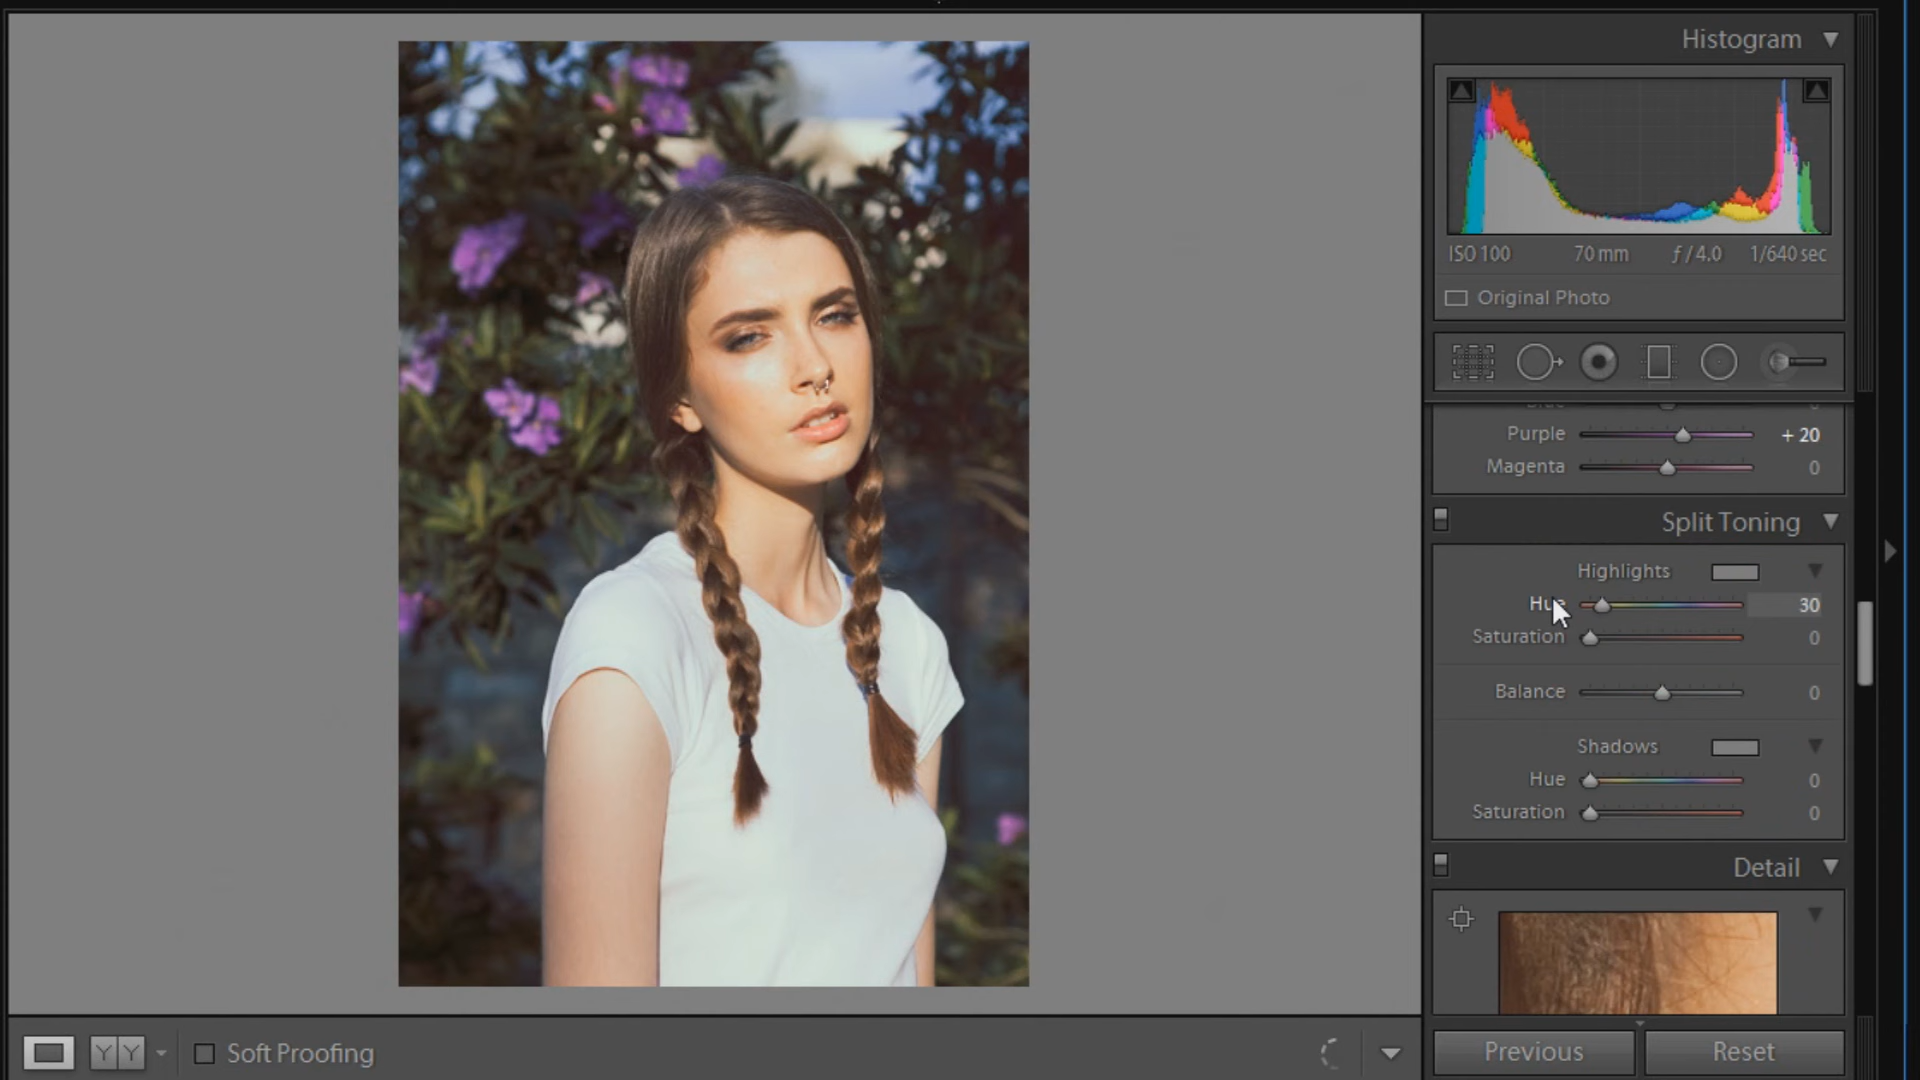 Histogram
ISO 100 70 mm ƒ / 4.0 1/640 sec
Original Photo
Purple + 20
Magenta 0
Split Toning
Highlights
Hue 30
Saturation 0
Balance 0
Shadows
Hue 0
Saturation 0
Detail
Y Y Soft Proofing
Previous Reset